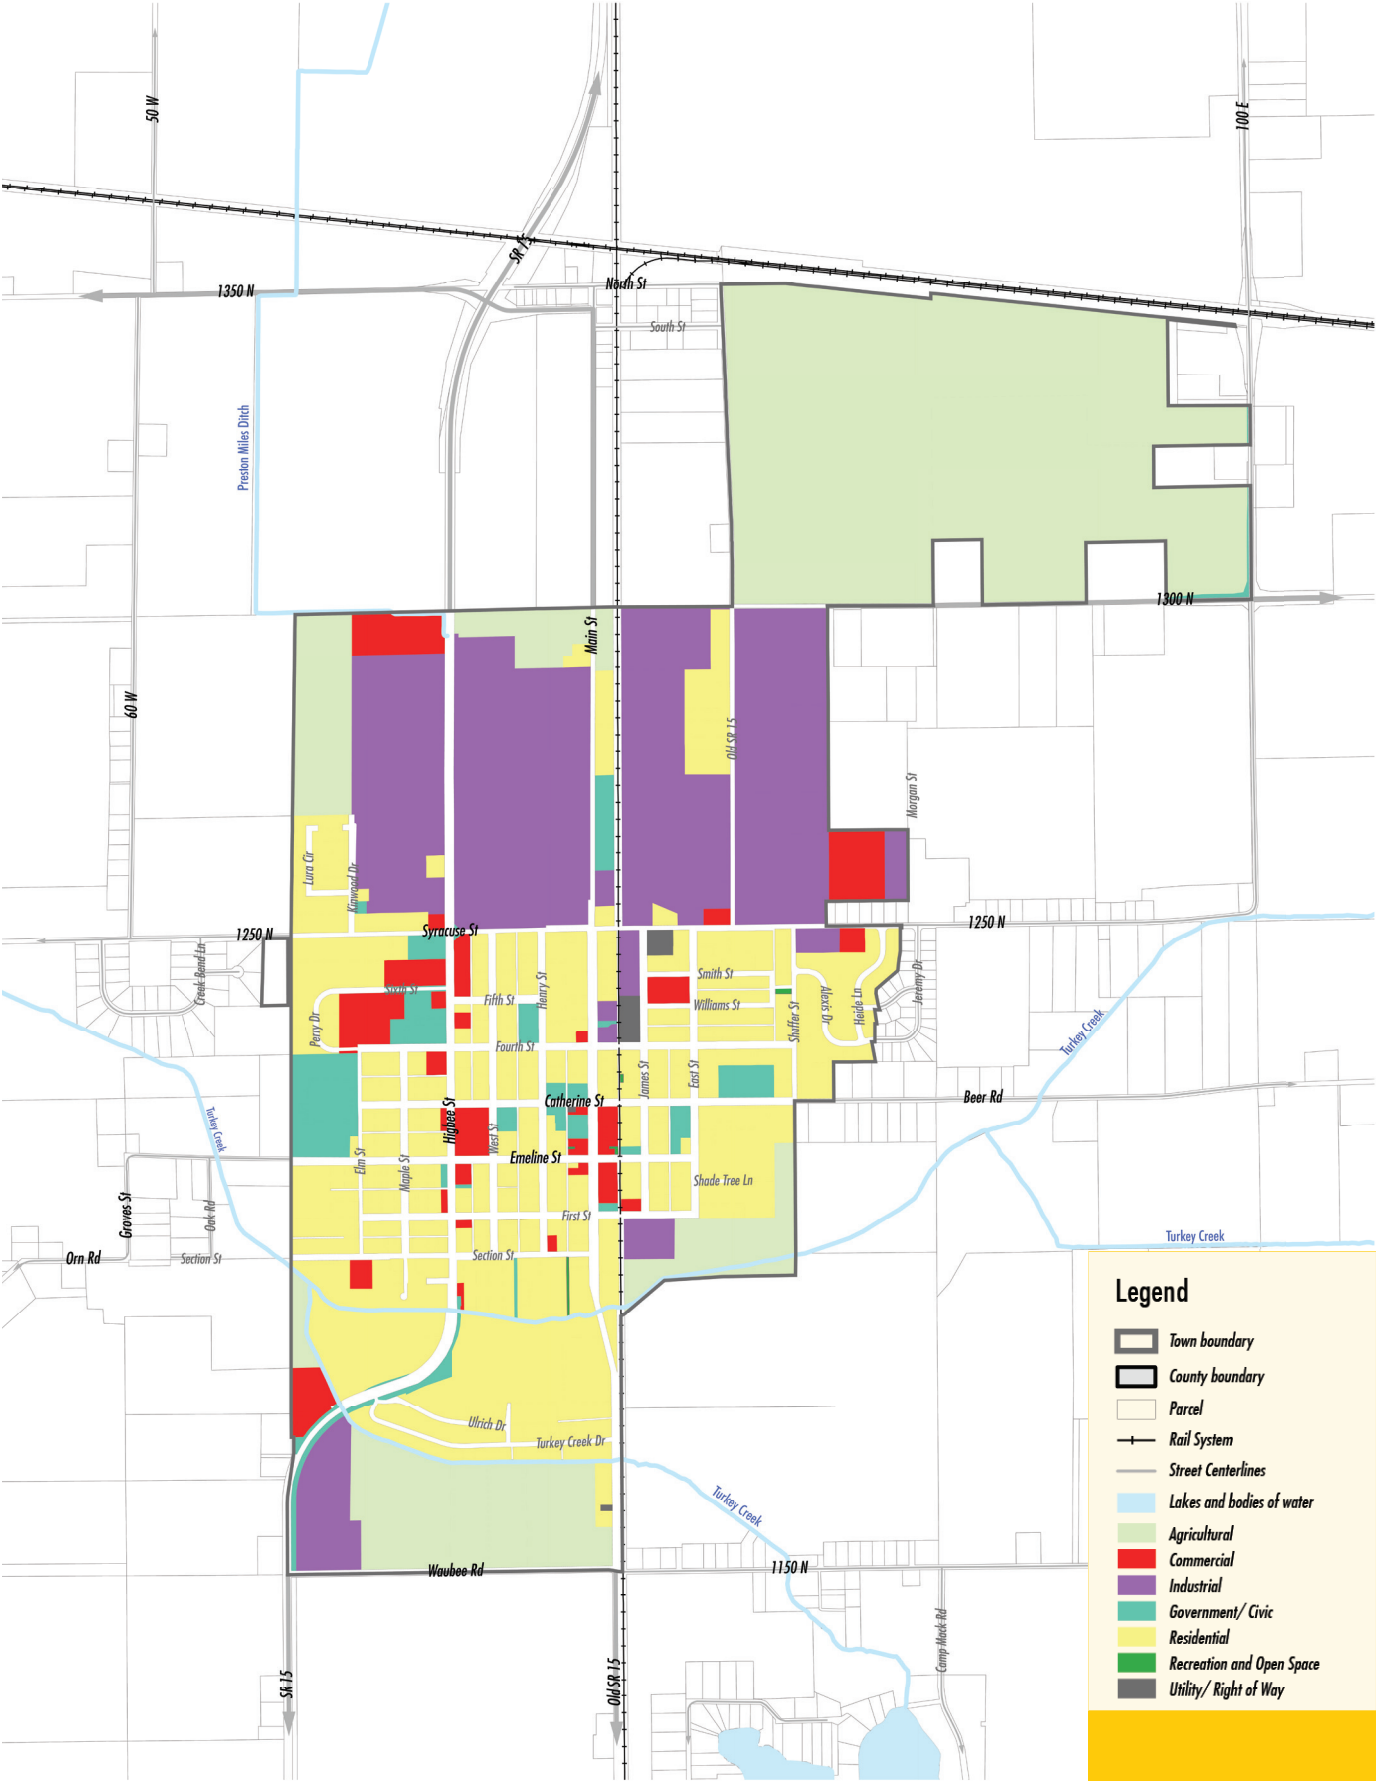 50 W
100 E
SR 15
1350 N
North St
South St
Preston Miles Ditch
1300 N
Main St
60 W
Old SR 15
Morgan St
Lura Cir
Kinwood Dr
Syracuse St
1250 N
1250 N
Creek Bend Ln
Smith St
Jeremy Dr
Sixth St
Fifth St
Henry St
Williams St
Alexis Dr
Heide Ln
Perry Dr
Shaffer St
Turkey Creek
Fourth St
James St
East St
Turkey Creek
Higbee St
Catherine St
Beer Rd
West St
Elm St
Maple St
Emeline St
Shade Tree Ln
Groves St
Oak Rd
First St
Orn Rd
Section St
Section St
Turkey Creek
Ulrich Dr
Turkey Creek Dr
Turkey Creek
Waubee Rd
1150 N
Camp Mack Rd
SR 15
Old SR 15
Legend
Town boundary
County boundary
Parcel
Rail System
Street Centerlines
Lakes and bodies of water
Agricultural
Commercial
Industrial
Government/ Civic
Residential
Recreation and Open Space
Utility/ Right of Way